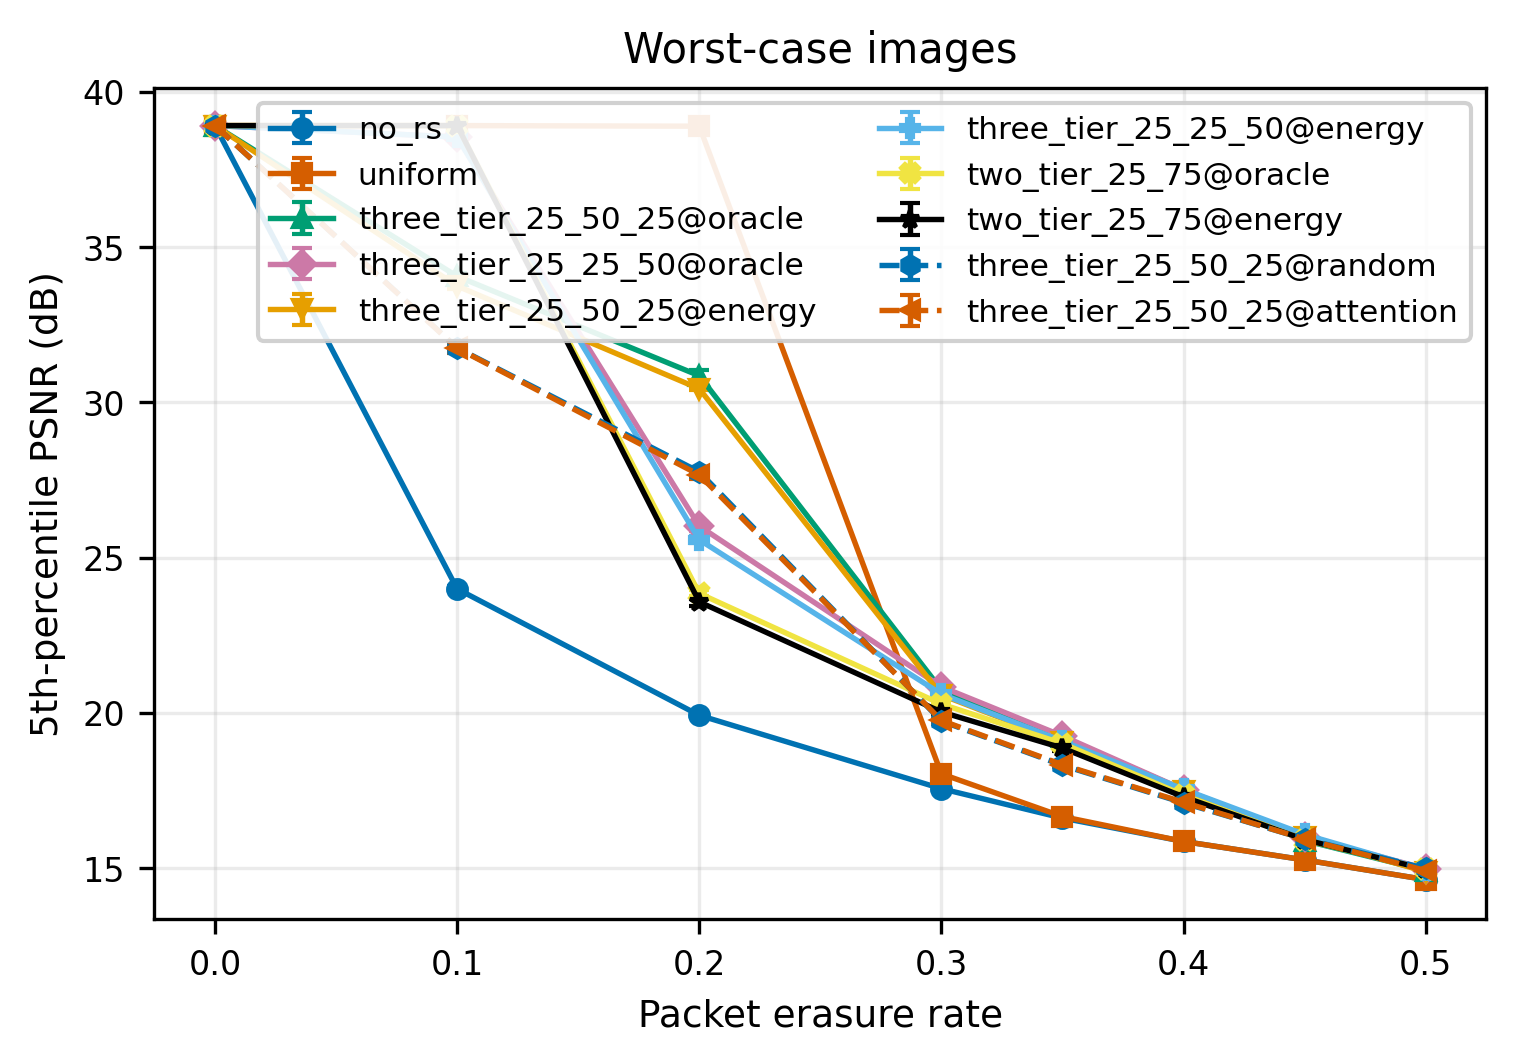 Worst-case images
40
35
30
25
20
15
5th-percentile PSNR (dB)
no_rs
uniform
three_tier_25_50_25@oracle
three_tier_25_25_50@oracle
three_tier_25_50_25@energy
three_tier_25_25_50@energy
two_tier_25_75@oracle
two_tier_25_75@energy
three_tier_25_50_25@random
three_tier_25_50_25@attention
0.0 0.1 0.2 0.3 0.4 0.5
Packet erasure rate